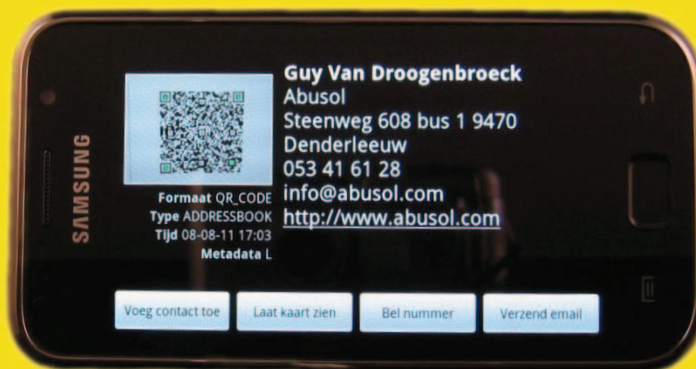 SAMSUNG
Guy Van Droogenbroeck
Abusol
Steenweg 608 bus 1 9470
Denderleeuw
053 41 61 28
info@abusol.com
http://www.abusol.com
Formaat QR_CODE
Type ADDRESSBOOK
Tijd 08-08-11 17:03
Metadata L
Voeg contact toe
Laat kaart zien
Bel nummer
Verzend email